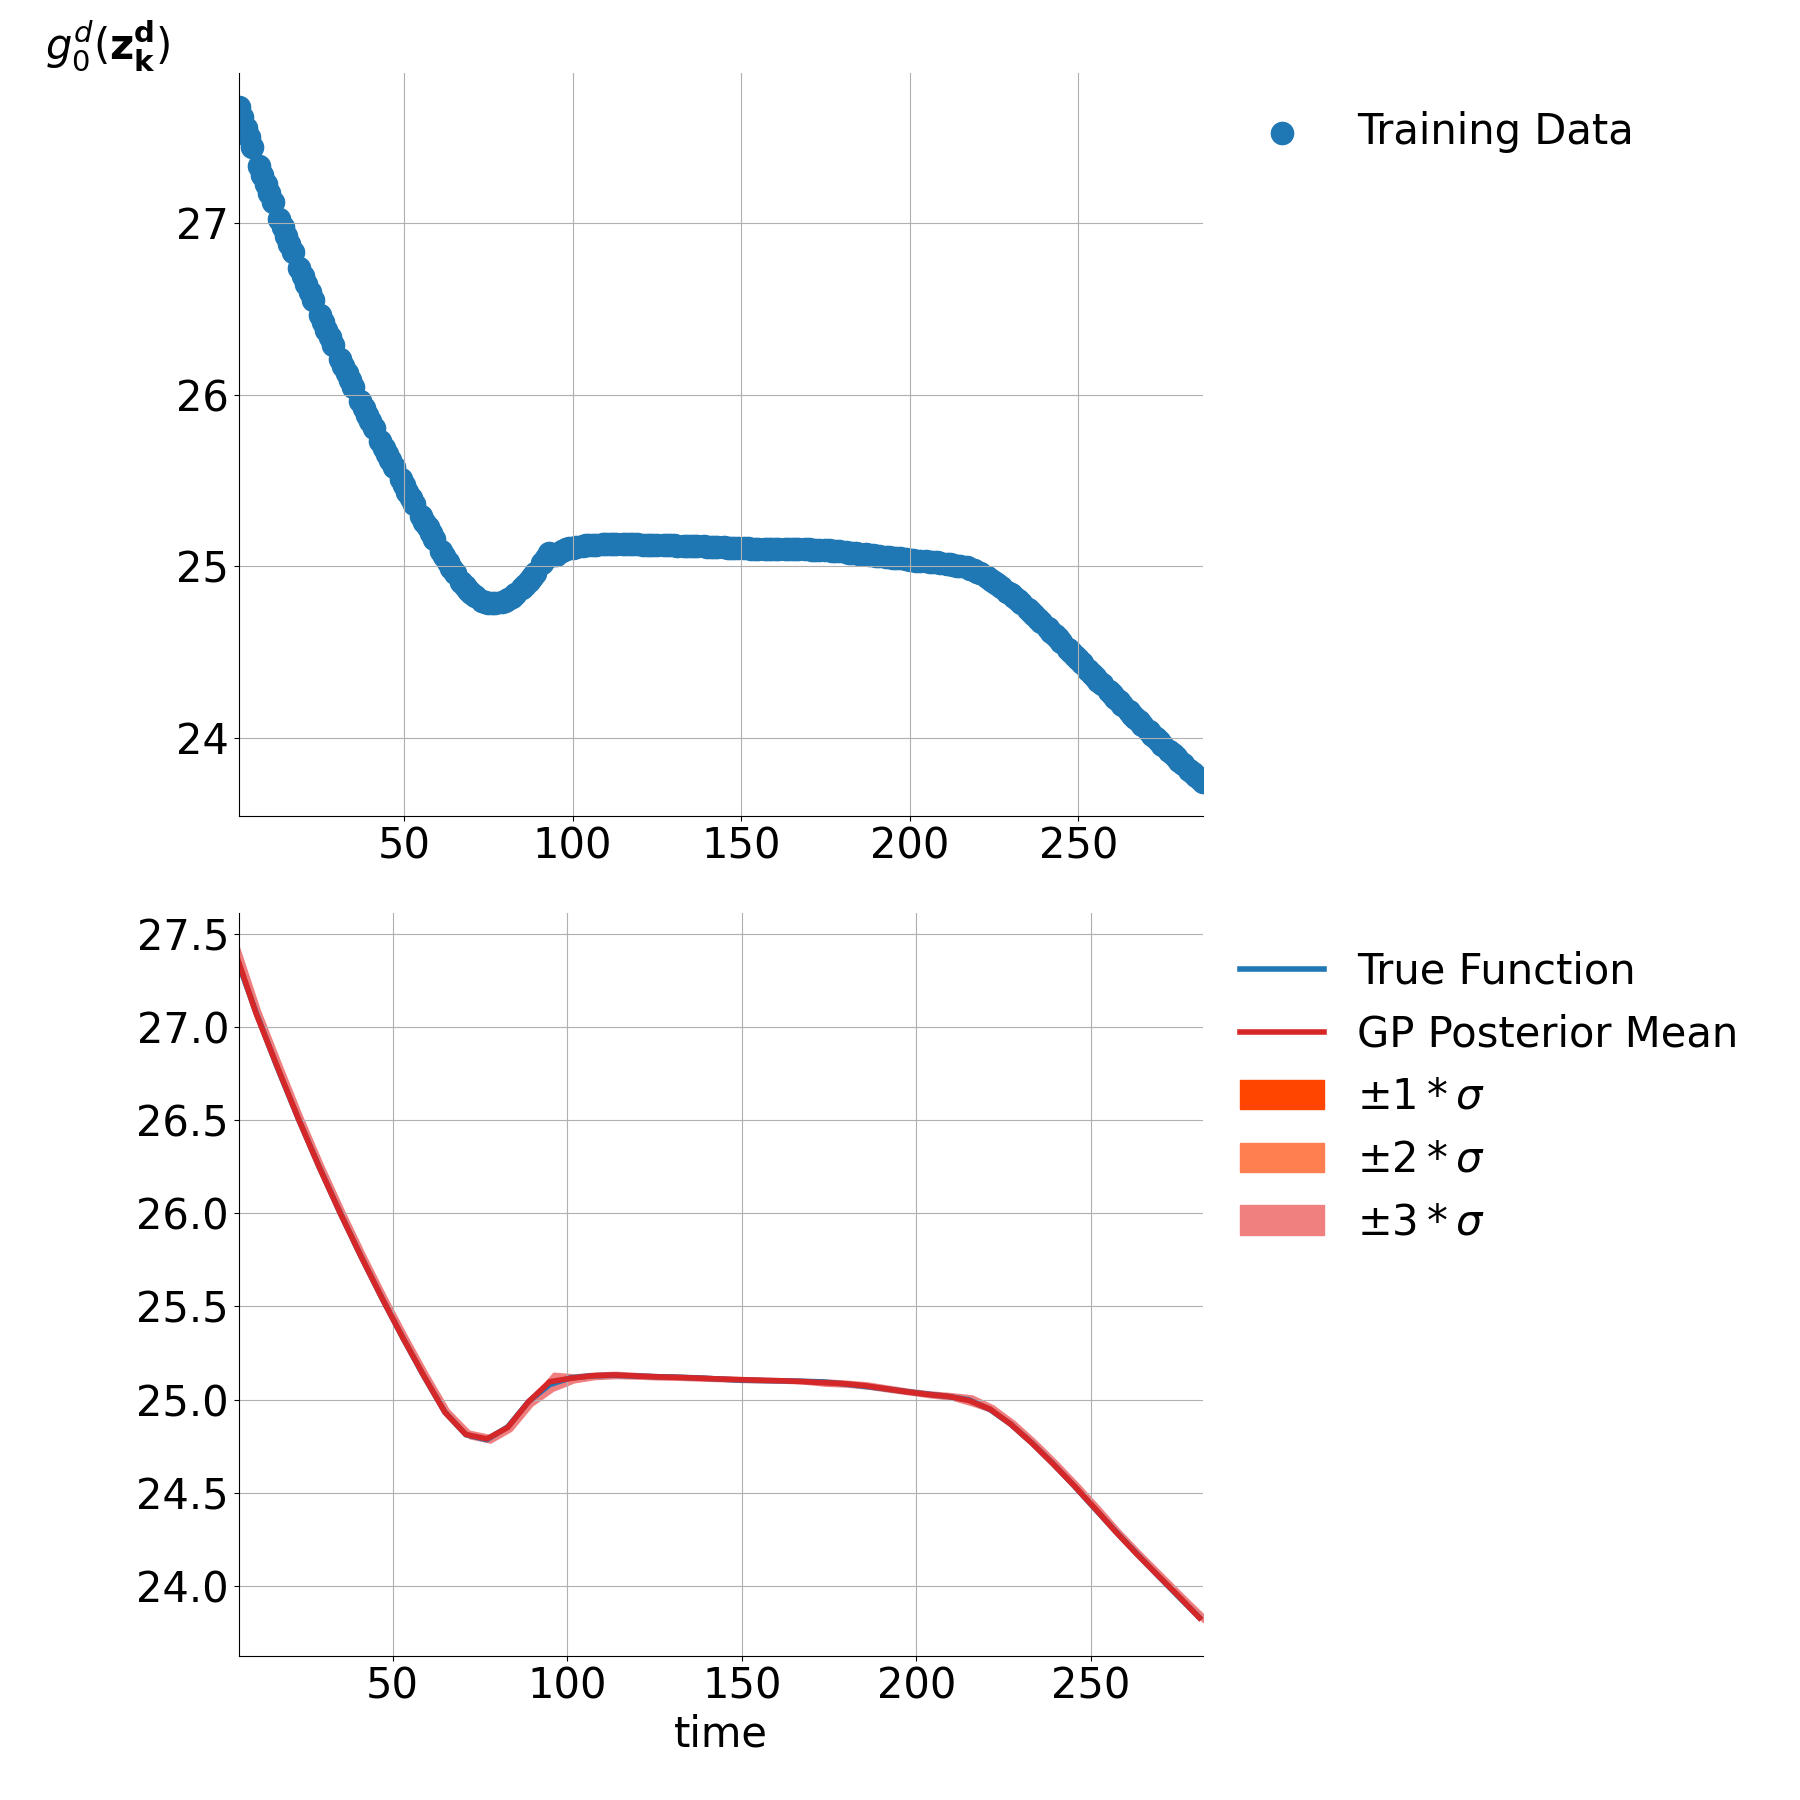 $g_0^d(\mathbf{z_k^d})$
Training Data
27
26
25
24
50 100 150 200 250
27.5
27.0
26.5
26.0
25.5
25.0
24.5
24.0
True Function
GP Posterior Mean
±1 * σ
±2 * σ
±3 * σ
50 100 150 200 250
time